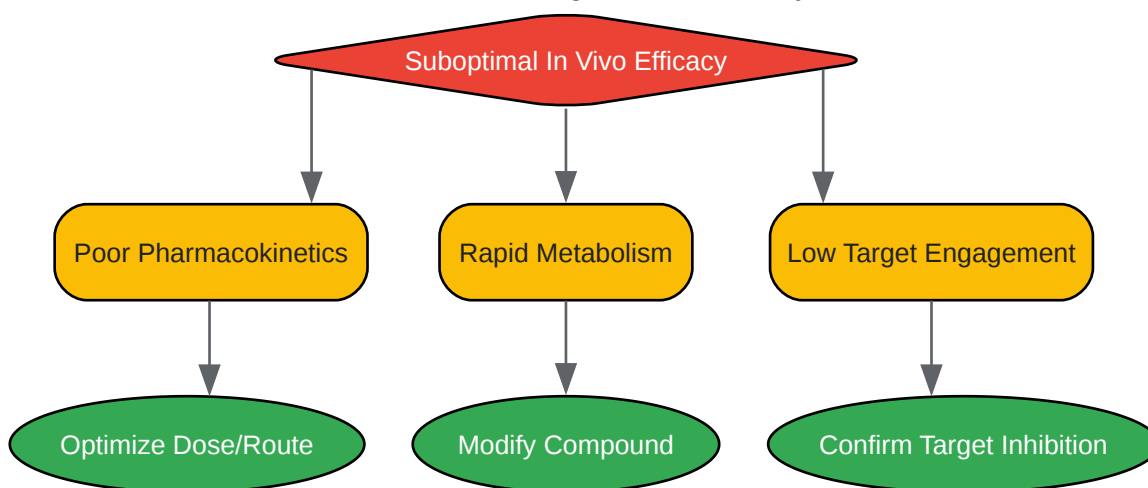 Suboptimal In Vivo Efficacy
Poor Pharmacokinetics
Rapid Metabolism
Low Target Engagement
Optimize Dose/Route
Modify Compound
Confirm Target Inhibition